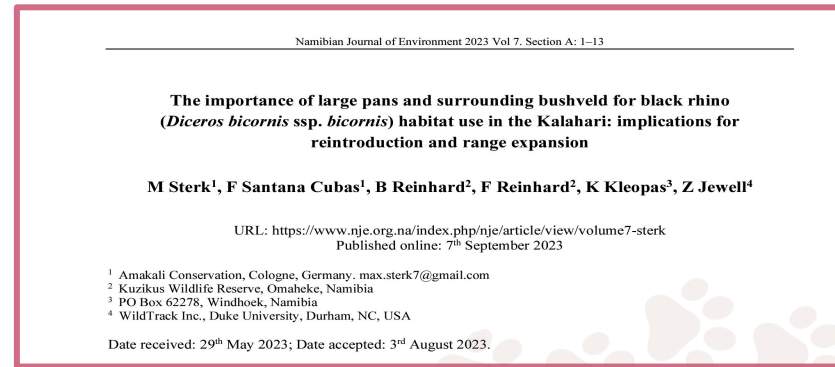 Namibian Journal of Environment 2023 Vol 7. Section A: 1–13
The importance of large pans and surrounding bushveld for black rhino
(Diceros bicornis ssp. bicornis) habitat use in the Kalahari: implications for
reintroduction and range expansion
M Sterk¹, F Santana Cubas¹, B Reinhard², F Reinhard², K Kleopas³, Z Jewell⁴
URL: https://www.nje.org.na/index.php/nje/article/view/volume7-sterk
Published online: 7ᵗʰ September 2023
¹ Amakali Conservation, Cologne, Germany. max.sterk7@gmail.com
² Kuzikus Wildlife Reserve, Omaheke, Namibia
³ PO Box 62278, Windhoek, Namibia
⁴ WildTrack Inc., Duke University, Durham, NC, USA
Date received: 29ᵗʰ May 2023; Date accepted: 3ʳᵈ August 2023.